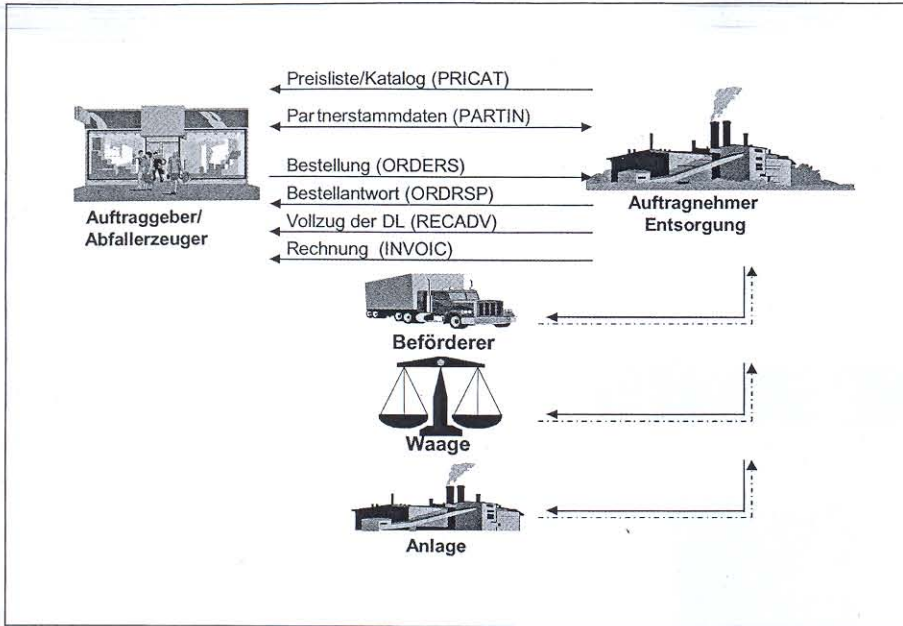 Preisliste/Katalog (PRICAT)
Partnerstammdaten (PARTIN)
Bestellung (ORDERS)
Bestellantwort (ORDRSP)
Vollzug der DL (RECADV)
Rechnung (INVOIC)
Auftraggeber/
Abfallerzeuger
Auftragnehmer
Entsorgung
Beförderer
Waage
Anlage